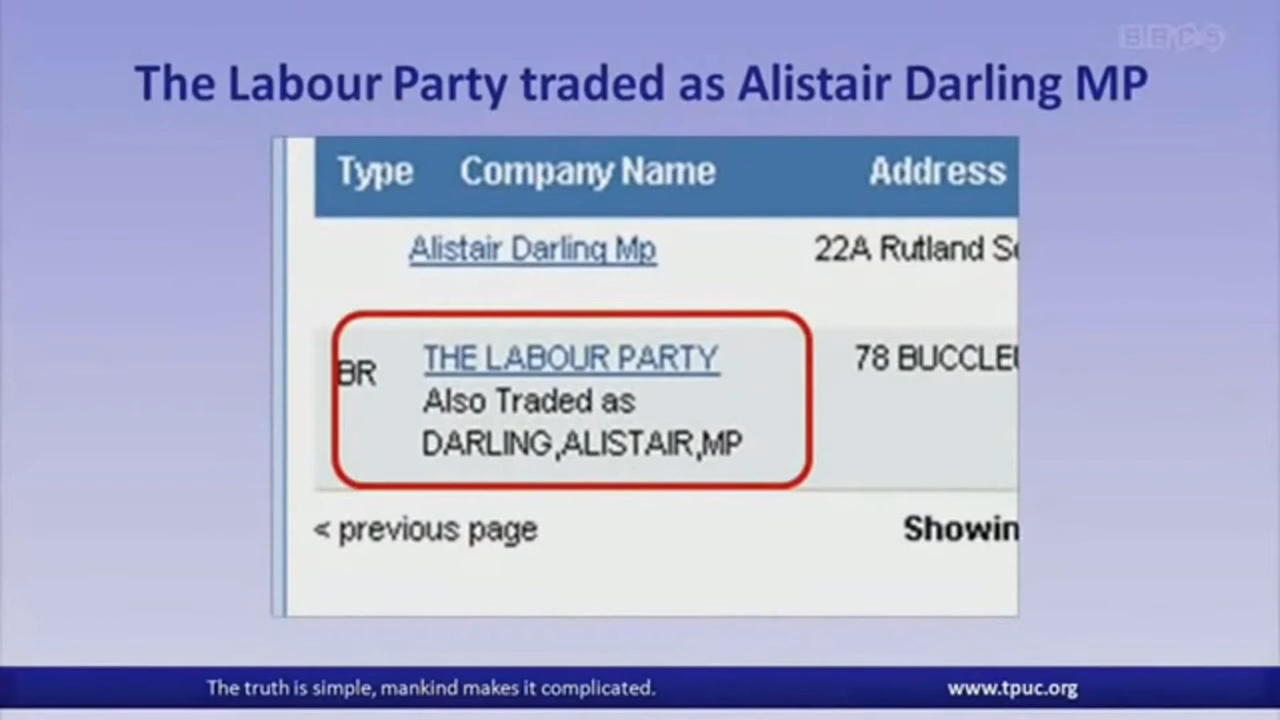 BBC5
The Labour Party traded as Alistair Darling MP
Type Company Name Address
Alistair Darling Mp 22A Rutland
BR THE LABOUR PARTY 78 BUCCLEU
Also Traded as
DARLING,ALISTAIR,MP
< previous page Showin
The truth is simple, mankind makes it complicated. www.tpuc.org